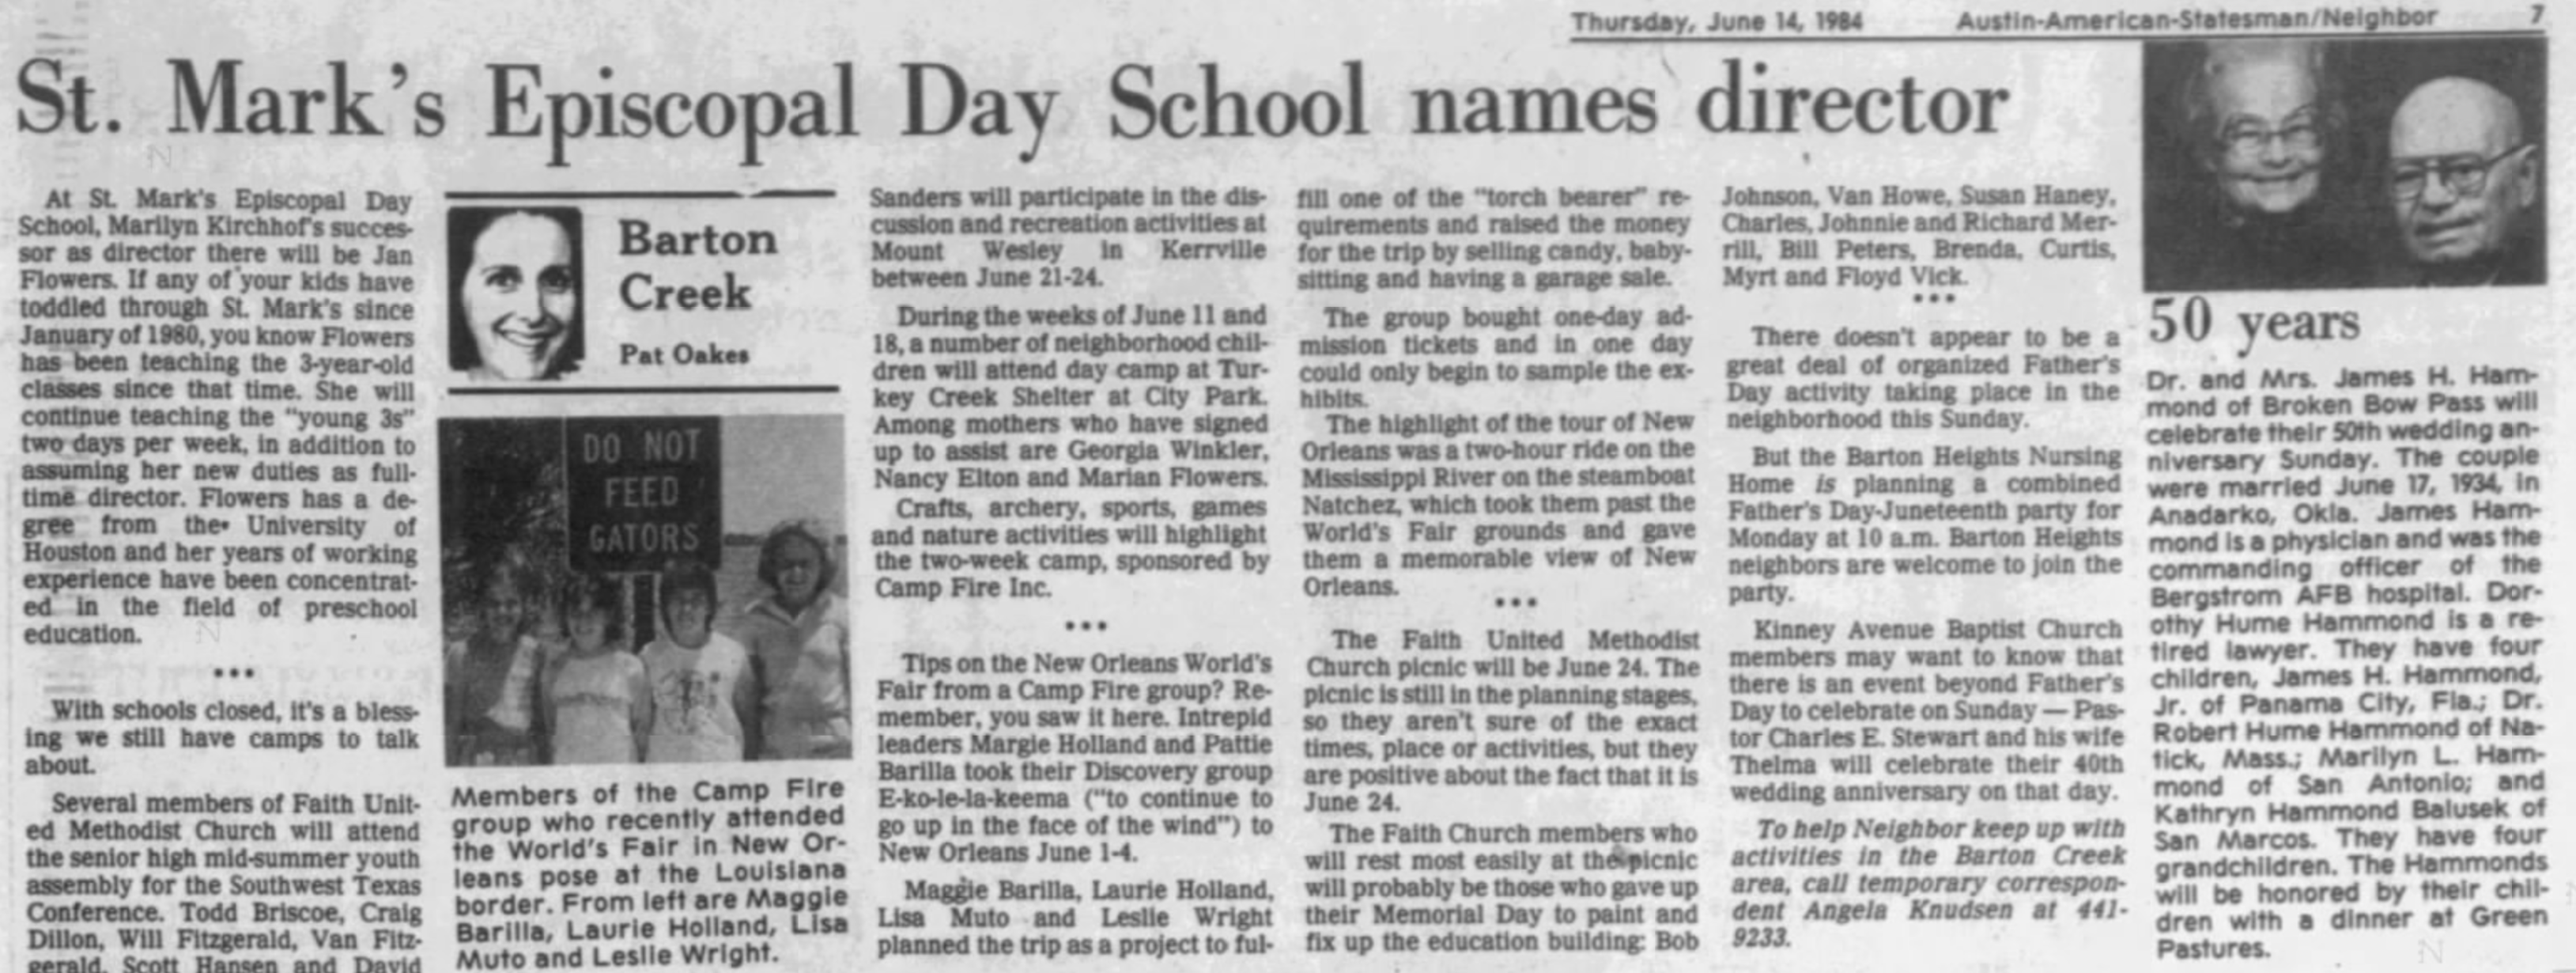 Thursday, June 14, 1984 Austin-American-Statesman/Neighbor 7
St. Mark's Episcopal Day School names director
At St. Mark's Episcopal Day
School, Marilyn Kirchhof's succes-
sor as director there will be Jan
Flowers. If any of your kids have
toddled through St. Mark's since
January of 1980, you know Flowers
has been teaching the 3-year-old
classes since that time. She will
continue teaching the "young 3s"
two days per week, in addition to
assuming her new duties as full-
time director. Flowers has a de-
gree from the University of
Houston and her years of working
experience have been concentrat-
ed in the field of preschool
education.
•••
With schools closed, it's a bless-
ing we still have camps to talk
about.
Several members of Faith Unit-
ed Methodist Church will attend
the senior high mid-summer youth
assembly for the Southwest Texas
Conference. Todd Briscoe, Craig
Dillon, Will Fitzgerald, Van Fitz-
gerald, Scott Hansen and David
Barton
Creek
Pat Oakes
DO NOT
FEED
GATORS
Members of the Camp Fire
group who recently attended
the World's Fair in New Or-
leans pose at the Louisiana
border. From left are Maggie
Barilla, Laurie Holland, Lisa
Muto and Leslie Wright.
Sanders will participate in the dis-
cussion and recreation activities at
Mount Wesley in Kerrville
between June 21-24.
During the weeks of June 11 and
18, a number of neighborhood chil-
dren will attend day camp at Tur-
key Creek Shelter at City Park.
Among mothers who have signed
up to assist are Georgia Winkler,
Nancy Elton and Marian Flowers.
Crafts, archery, sports, games
and nature activities will highlight
the two-week camp, sponsored by
Camp Fire Inc.
•••
Tips on the New Orleans World's
Fair from a Camp Fire group? Re-
member, you saw it here. Intrepid
leaders Margie Holland and Pattie
Barilla took their Discovery group
E-ko-le-la-keema ("to continue to
go up in the face of the wind") to
New Orleans June 1-4.
Maggie Barilla, Laurie Holland,
Lisa Muto and Leslie Wright
planned the trip as a project to ful-
fill one of the "torch bearer" re-
quirements and raised the money
for the trip by selling candy, baby-
sitting and having a garage sale.
The group bought one-day ad-
mission tickets and in one day
could only begin to sample the ex-
hibits.
The highlight of the tour of New
Orleans was a two-hour ride on the
Mississippi River on the steamboat
Natchez, which took them past the
World's Fair grounds and gave
them a memorable view of New
Orleans.
•••
The Faith United Methodist
Church picnic will be June 24. The
picnic is still in the planning stages,
so they aren't sure of the exact
times, place or activities, but they
are positive about the fact that it is
June 24.
The Faith Church members who
will rest most easily at the picnic
will probably be those who gave up
their Memorial Day to paint and
fix up the education building: Bob
Johnson, Van Howe, Susan Haney,
Charles, Johnnie and Richard Mer-
rill, Bill Peters, Brenda, Curtis,
Myrt and Floyd Vick.
•••
There doesn't appear to be a
great deal of organized Father's
Day activity taking place in the
neighborhood this Sunday.
But the Barton Heights Nursing
Home is planning a combined
Father's Day-Juneteenth party for
Monday at 10 a.m. Barton Heights
neighbors are welcome to join the
party.
Kinney Avenue Baptist Church
members may want to know that
there is an event beyond Father's
Day to celebrate on Sunday — Pas-
tor Charles E. Stewart and his wife
Thelma will celebrate their 40th
wedding anniversary on that day.
To help Neighbor keep up with
activities in the Barton Creek
area, call temporary correspon-
dent Angela Knudsen at 441-
9233.
50 years
Dr. and Mrs. James H. Ham-
mond of Broken Bow Pass will
celebrate their 50th wedding an-
niversary Sunday. The couple
were married June 17, 1934, in
Anadarko, Okla. James Ham-
mond is a physician and was the
commanding officer of the
Bergstrom AFB hospital. Dor-
othy Hume Hammond is a re-
tired lawyer. They have four
children, James H. Hammond,
Jr. of Panama City, Fla.; Dr.
Robert Hume Hammond of Na-
tick, Mass.; Marilyn L. Ham-
mond of San Antonio; and
Kathryn Hammond Balusek of
San Marcos. They have four
grandchildren. The Hammonds
will be honored by their chil-
dren with a dinner at Green
Pastures.